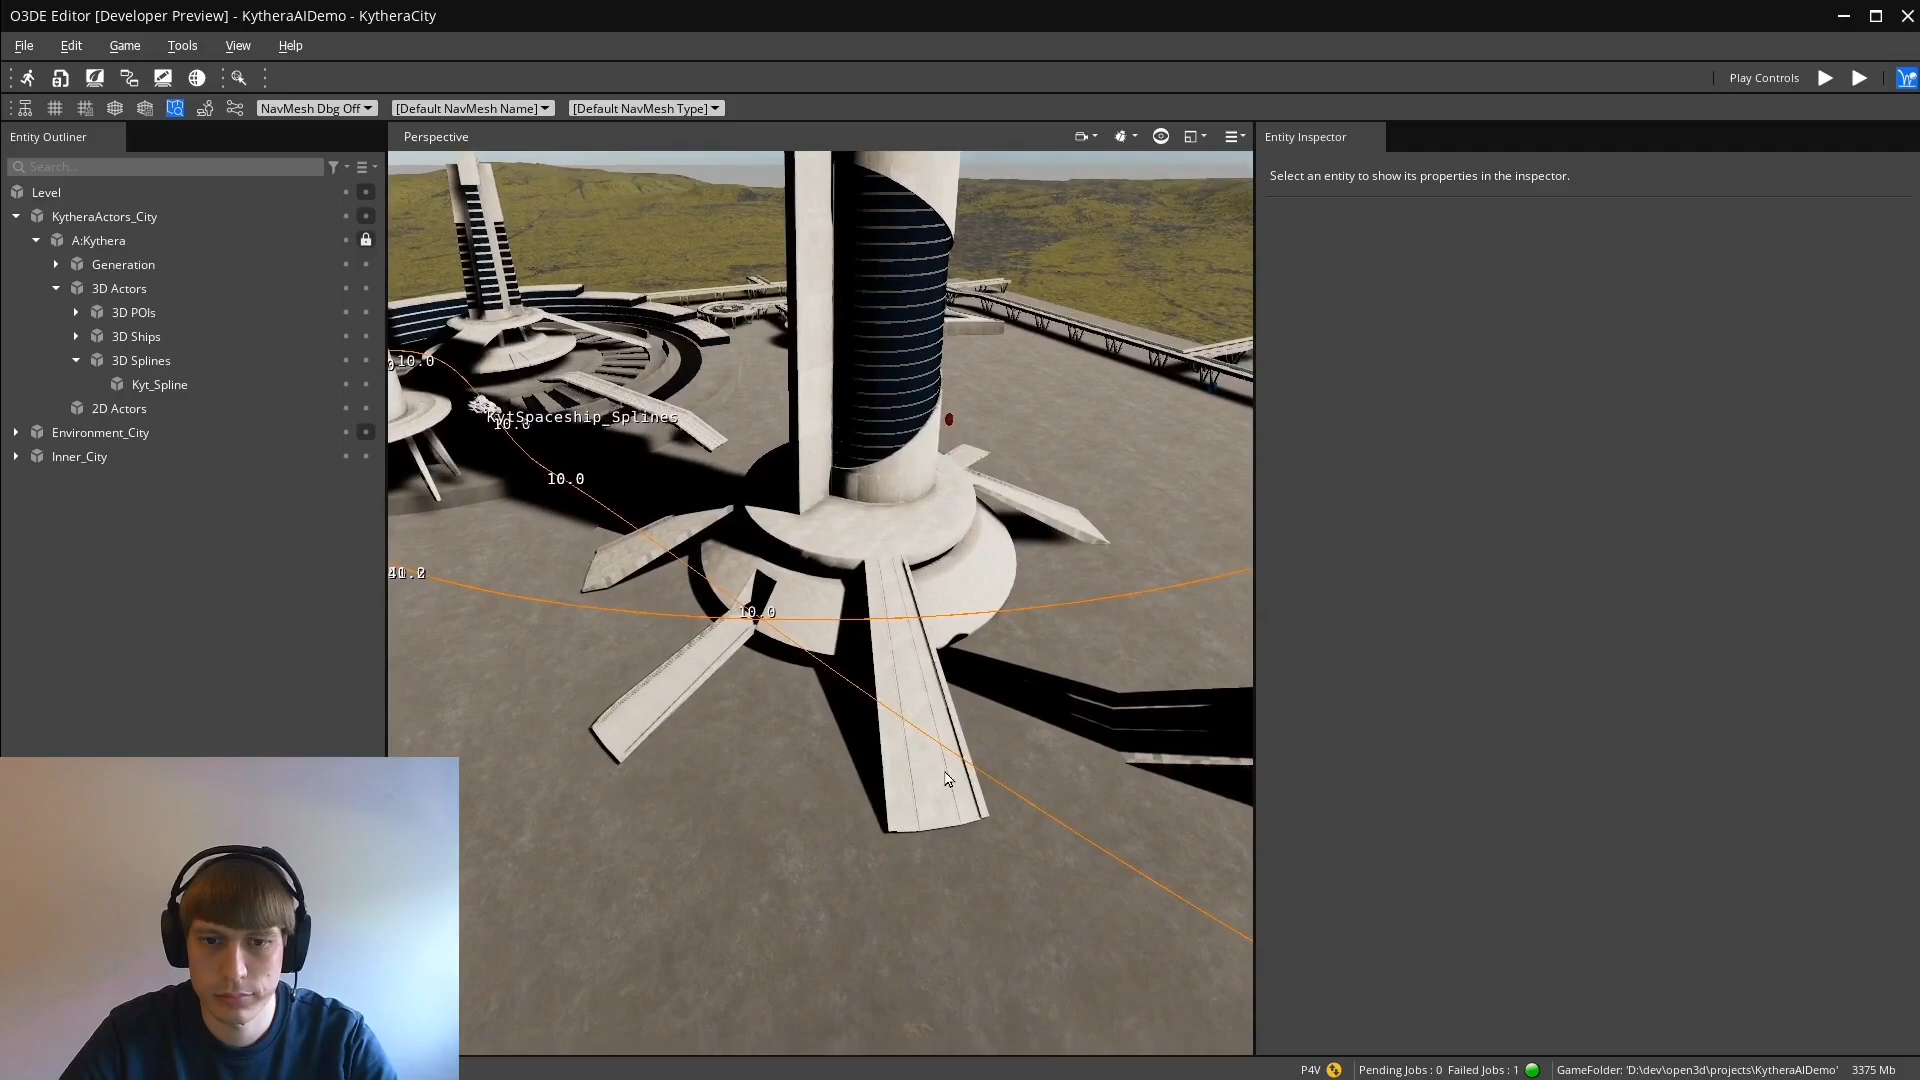 O3DE Editor [Developer Preview] - KytheraAIDemo - KytheraCity
File Edit Game Tools View Help
Play Controls
NavMesh Dbg Off [Default NavMesh Name] [Default NavMesh Type]
Entity Outliner
Perspective
Entity Inspector
Search...
Select an entity to show its properties in the inspector.
Level
KytheraActors_City
A:Kythera
Generation
3D Actors
3D POIs
3D Ships
3D Splines
Kyt_Spline
2D Actors
Environment_City
Inner_City
10.0
KytSpaceship_Splines
10.0
10.0
10.0
P4V Pending Jobs : 0 Failed Jobs : 1 GameFolder: 'D:\dev\open3d\projects\KytheraAIDemo' 3375 Mb